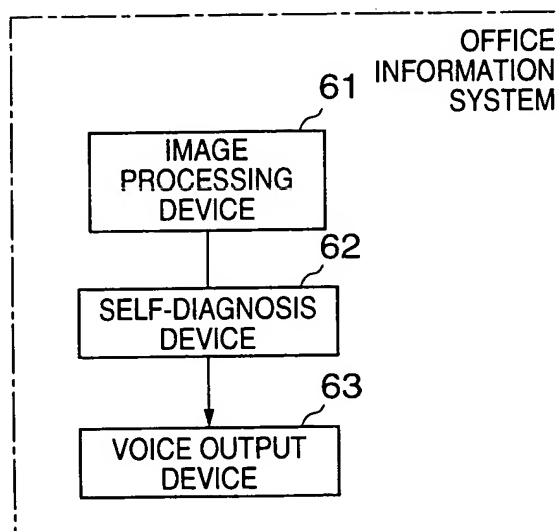 OFFICE
INFORMATION
SYSTEM
61
IMAGE
PROCESSING
DEVICE
62
SELF-DIAGNOSIS
DEVICE
63
VOICE OUTPUT
DEVICE